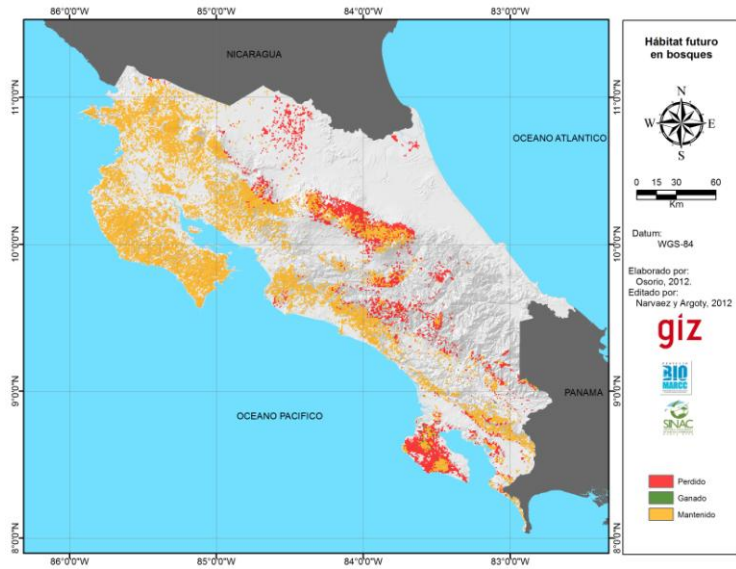 86°0'0"W 85°0'0"W 84°0'0"W 83°0'0"W
NICARAGUA
11°0'0"N 11°0'0"N
OCEANO ATLANTICO
10°0'0"N 10°0'0"N
9°0'0"N 9°0'0"N
PANAMA
OCEANO PACIFICO
8°0'0"N 8°0'0"N
86°0'0"W 85°0'0"W 84°0'0"W 83°0'0"W
Hábitat futuro
en bosques
N
W E
S
0 15 30 60
Km
Datum:
WGS-84
Elaborado por:
Osorio, 2012.
Editado por:
Narvaez y Argoty, 2012
giz
BIO
MARCC
SINAC
Perdido
Ganado
Mantenido